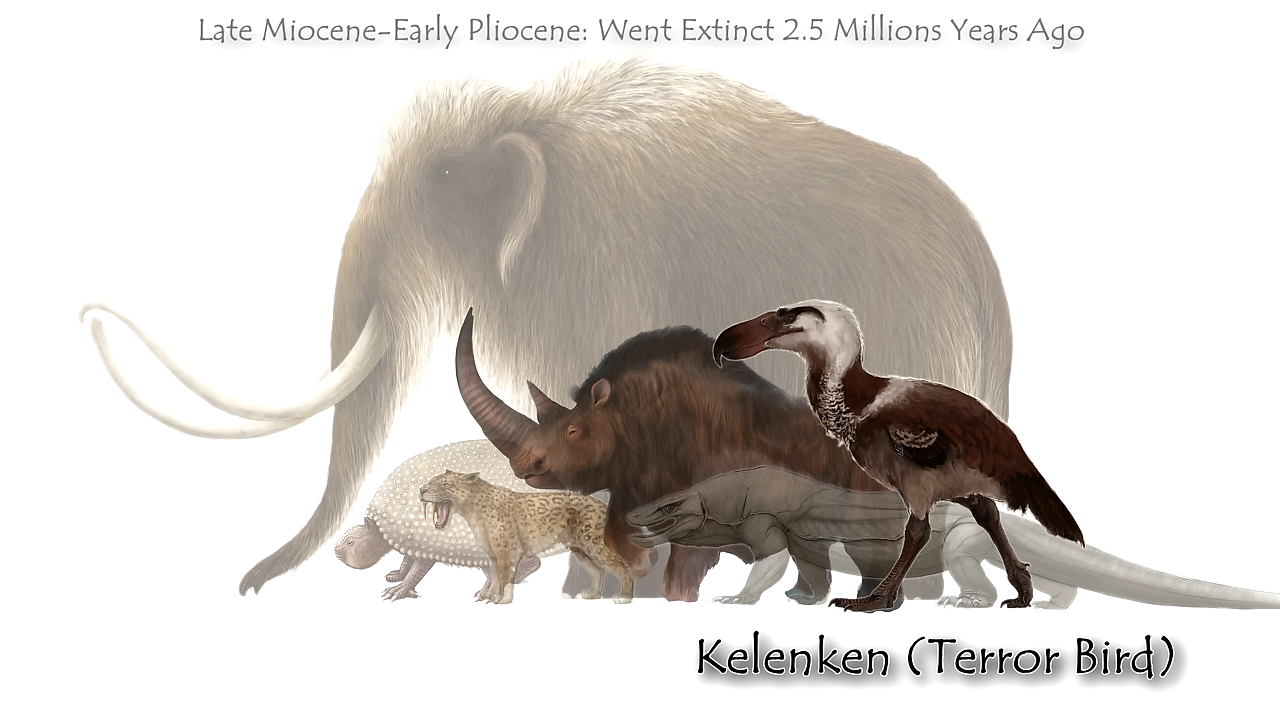 Late Miocene-Early Pliocene: Went Extinct 2.5 Millions Years Ago
Kelenken (Terror Bird)